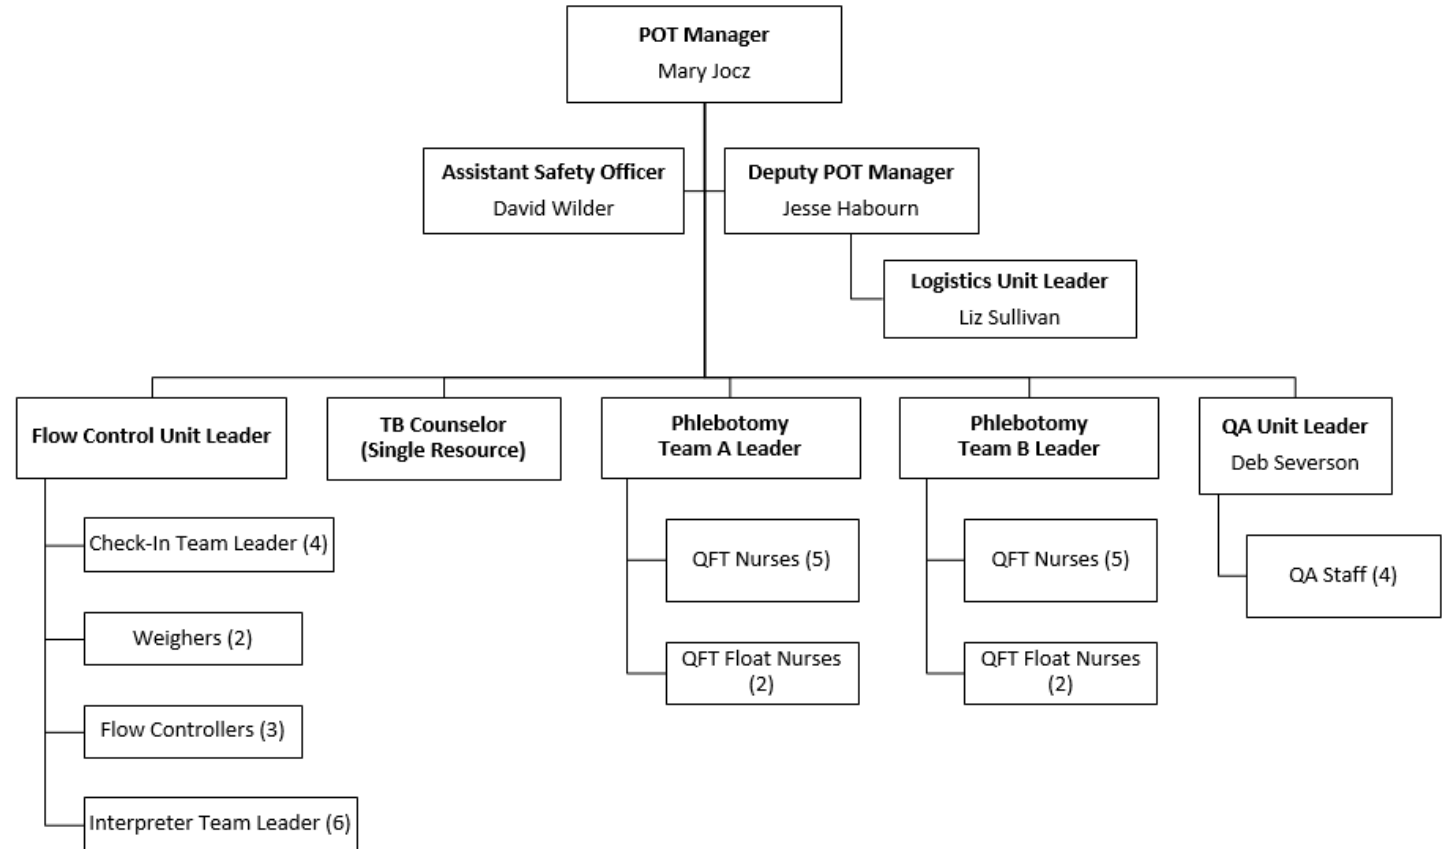 POT Manager
Mary Jocz
Assistant Safety Officer
David Wilder
Deputy POT Manager
Jesse Habourn
Logistics Unit Leader
Liz Sullivan
Flow Control Unit Leader
TB Counselor
(Single Resource)
Phlebotomy
Team A Leader
Phlebotomy
Team B Leader
QA Unit Leader
Deb Severson
Check-In Team Leader (4)
Weighers (2)
Flow Controllers (3)
Interpreter Team Leader (6)
QFT Nurses (5)
QFT Float Nurses
(2)
QFT Nurses (5)
QFT Float Nurses
(2)
QA Staff (4)